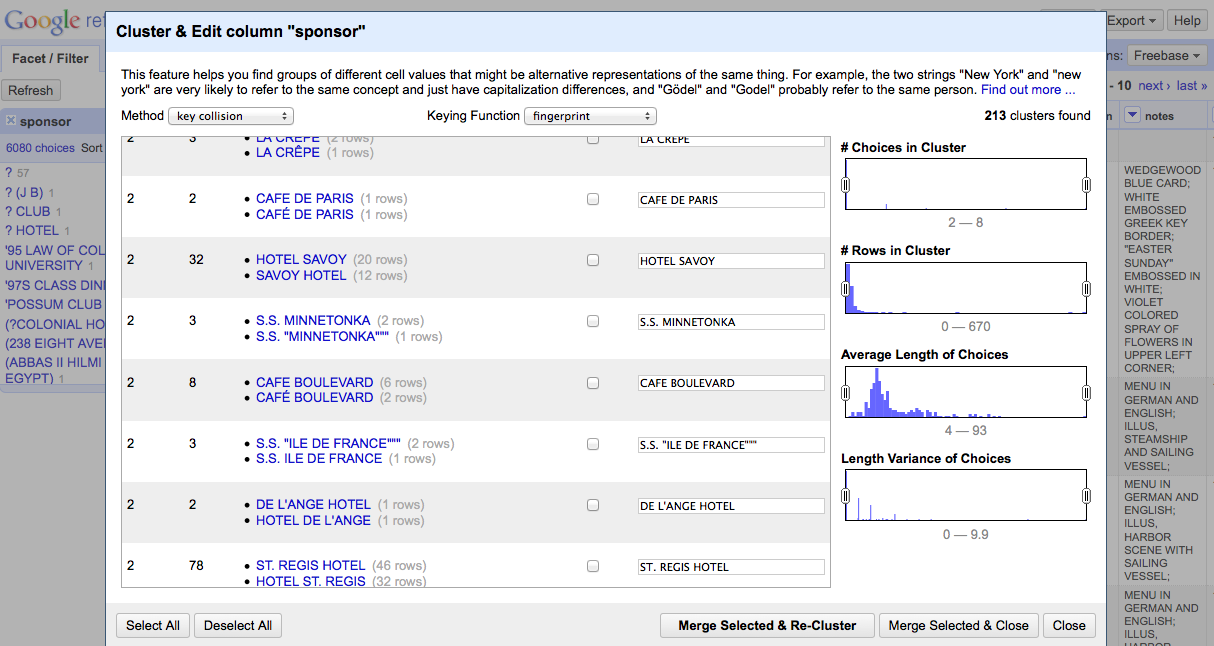 Google ref
Export
Help
Cluster & Edit column "sponsor"
Facet / Filter
ns:
Freebase
Refresh
- 10 next › last »
This feature helps you find groups of different cell values that might be alternative representations of the same thing. For example, the two strings "New York" and "new
york" are very likely to refer to the same concept and just have capitalization differences, and "Gödel" and "Godel" probably refer to the same person. Find out more ...
Method key collision
Keying Function fingerprint
213 clusters found
n
notes
sponsor
6080 choices Sort
? 57
? (J B) 1
? CLUB 1
? HOTEL 1
'95 LAW OF COL
UNIVERSITY 1
'97S CLASS DIN
'POSSUM CLUB
(?COLONIAL HO
(238 EIGHT AVE
(ABBAS II HILMI
EGYPT) 1
2 3 • LA CREPE (2 rows) LA CREPE
• LA CRÊPE (1 rows)
2 2 • CAFE DE PARIS (1 rows) CAFE DE PARIS
• CAFÉ DE PARIS (1 rows)
2 32 • HOTEL SAVOY (20 rows) HOTEL SAVOY
• SAVOY HOTEL (12 rows)
2 3 • S.S. MINNETONKA (2 rows) S.S. MINNETONKA
• S.S. "MINNETONKA""" (1 rows)
2 8 • CAFE BOULEVARD (6 rows) CAFE BOULEVARD
• CAFÉ BOULEVARD (2 rows)
2 3 • S.S. "ILE DE FRANCE""" (2 rows) S.S. "ILE DE FRANCE"""
• S.S. ILE DE FRANCE (1 rows)
2 2 • DE L'ANGE HOTEL (1 rows) DE L'ANGE HOTEL
• HOTEL DE L'ANGE (1 rows)
2 78 • ST. REGIS HOTEL (46 rows) ST. REGIS HOTEL
• HOTEL ST. REGIS (32 rows)
# Choices in Cluster
2 — 8
# Rows in Cluster
0 — 670
Average Length of Choices
4 — 93
Length Variance of Choices
0 — 9.9
WEDGEWOOD
BLUE CARD;
WHITE
EMBOSSED
GREEK KEY
BORDER;
"EASTER
SUNDAY"
EMBOSSED IN
WHITE;
VIOLET
COLORED
SPRAY OF
FLOWERS IN
UPPER LEFT
CORNER;
MENU IN
GERMAN AND
ENGLISH;
ILLUS,
STEAMSHIP
AND SAILING
VESSEL;
MENU IN
GERMAN AND
ENGLISH;
ILLUS,
HARBOR
SCENE WITH
SAILING
VESSEL;
MENU IN
GERMAN AND
ENGLISH;
ILLUS,
HARBOR
Select All
Deselect All
Merge Selected & Re-Cluster
Merge Selected & Close
Close